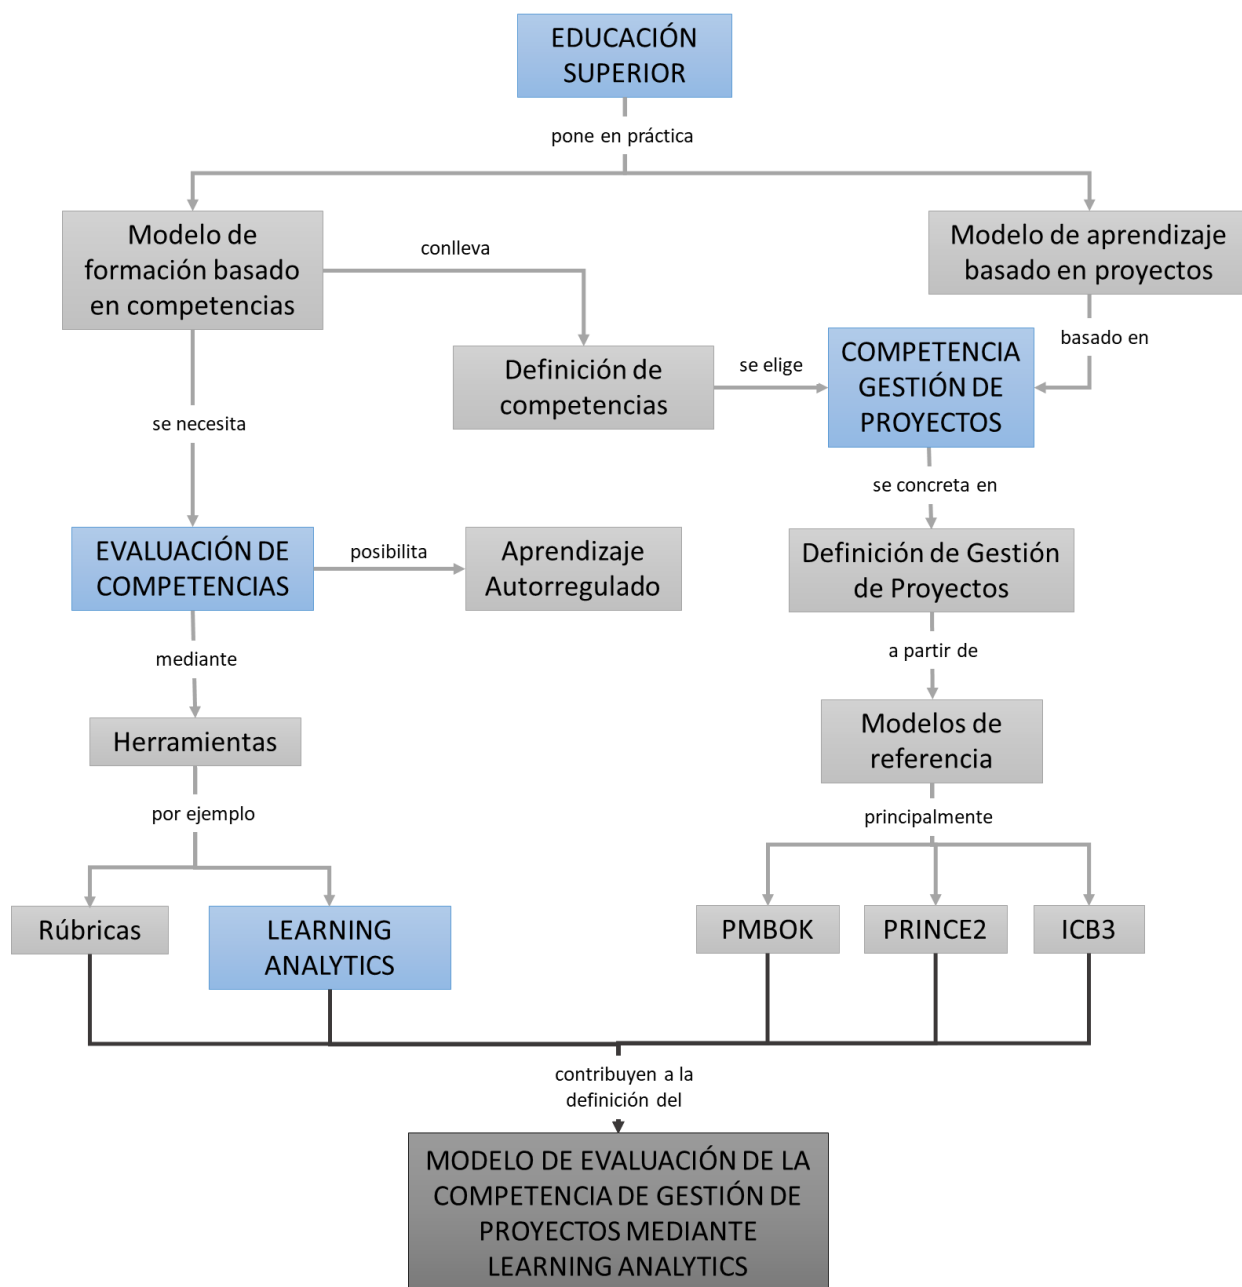 EDUCACIÓN
SUPERIOR
pone en práctica
Modelo de
formación basado
en competencias
conlleva
Modelo de aprendizaje
basado en proyectos
Definición de
competencias
se elige
COMPETENCIA
GESTIÓN DE
PROYECTOS
basado en
se necesita
se concreta en
EVALUACIÓN DE
COMPETENCIAS
posibilita
Aprendizaje
Autorregulado
Definición de Gestión
de Proyectos
mediante
a partir de
Herramientas
Modelos de
referencia
por ejemplo
principalmente
Rúbricas
LEARNING
ANALYTICS
PMBOK
PRINCE2
ICB3
contribuyen a la
definición del
MODELO DE EVALUACIÓN DE LA
COMPETENCIA DE GESTIÓN DE
PROYECTOS MEDIANTE
LEARNING ANALYTICS